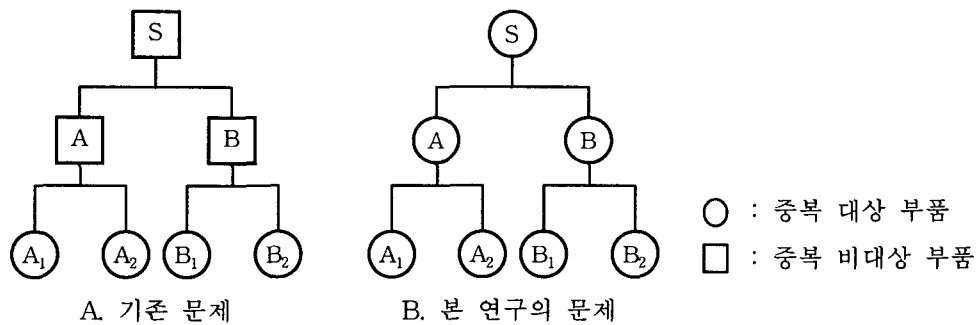 S
S
A
B
A
B
A₁
A₂
B₁
B₂
A₁
A₂
B₁
B₂
: 중복 대상 부품
: 중복 비대상 부품
A. 기존 문제
B. 본 연구의 문제